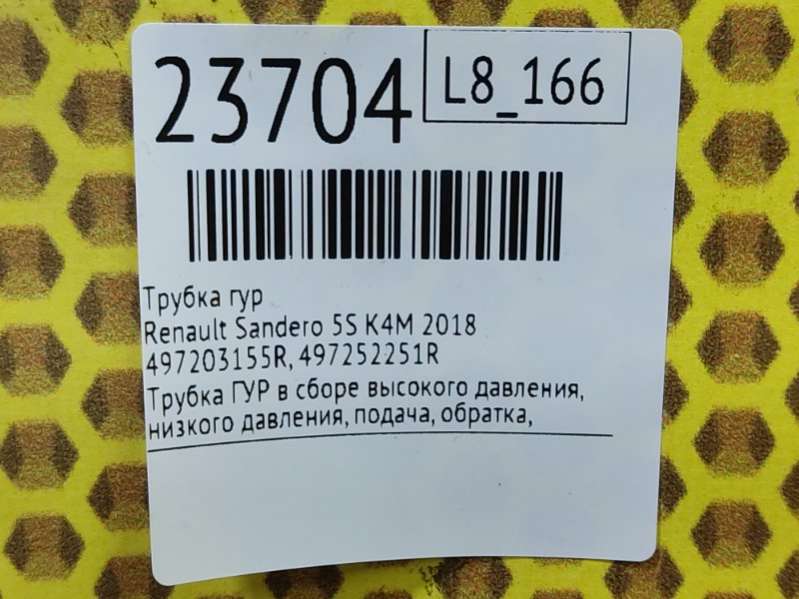 23704
L8_166
Трубка гур
Renault Sandero 5S K4M 2018
497203155R, 497252251R
Трубка ГУР в сборе высокого давления,
низкого давления, подача, обратка,